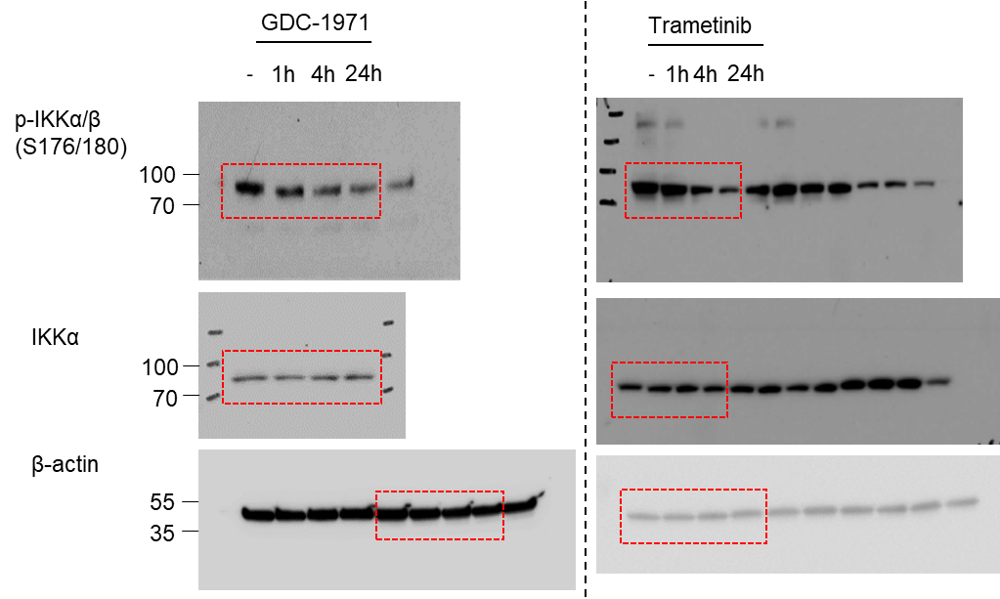 GDC-1971
Trametinib
- 1h 4h 24h
- 1h 4h 24h
p-IKKα/β
(S176/180)
100
70
IKKα
100
70
β-actin
55
35